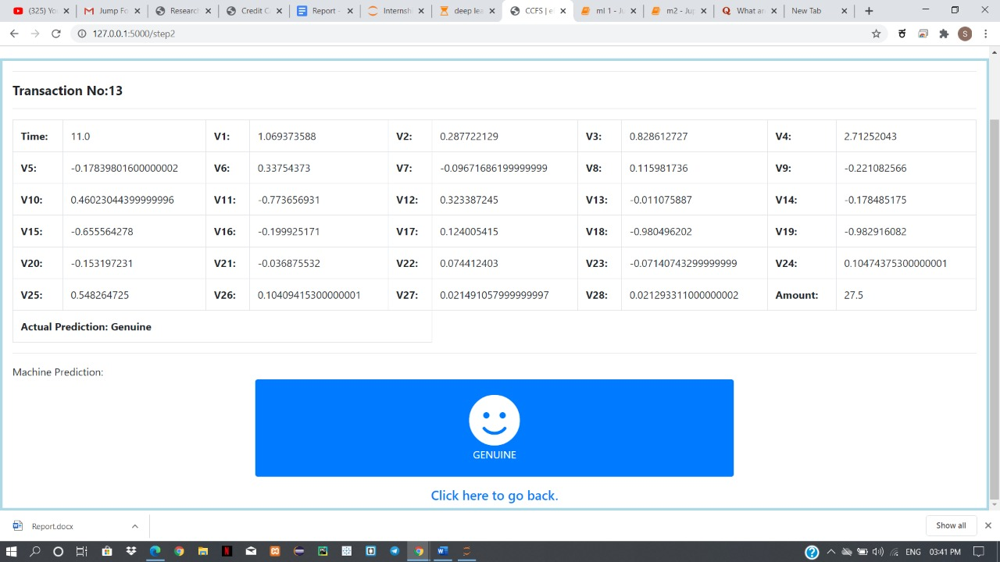 (325) Yo
Jump Fo
Research
Credit C
Report -
Internsh
deep lea
CCFS | e
ml 1 - Ju
m2 - Jup
What ar
New Tab
127.0.0.1:5000/step2
S
Transaction No:13
Time: 11.0 V1: 1.069373588 V2: 0.287722129 V3: 0.828612727 V4: 2.71252043
V5: -0.17839801600000002 V6: 0.33754373 V7: -0.09671686199999999 V8: 0.115981736 V9: -0.221082566
V10: 0.46023044399999996 V11: -0.773656931 V12: 0.323387245 V13: -0.011075887 V14: -0.178485175
V15: -0.655564278 V16: -0.199925171 V17: 0.124005415 V18: -0.980496202 V19: -0.982916082
V20: -0.153197231 V21: -0.036875532 V22: 0.074412403 V23: -0.07140743299999999 V24: 0.10474375300000001
V25: 0.548264725 V26: 0.10409415300000001 V27: 0.021491057999999997 V28: 0.021293311000000002 Amount: 27.5
Actual Prediction: Genuine
Machine Prediction:
GENUINE
Click here to go back.
Report.docx
Show all
ENG 03:41 PM